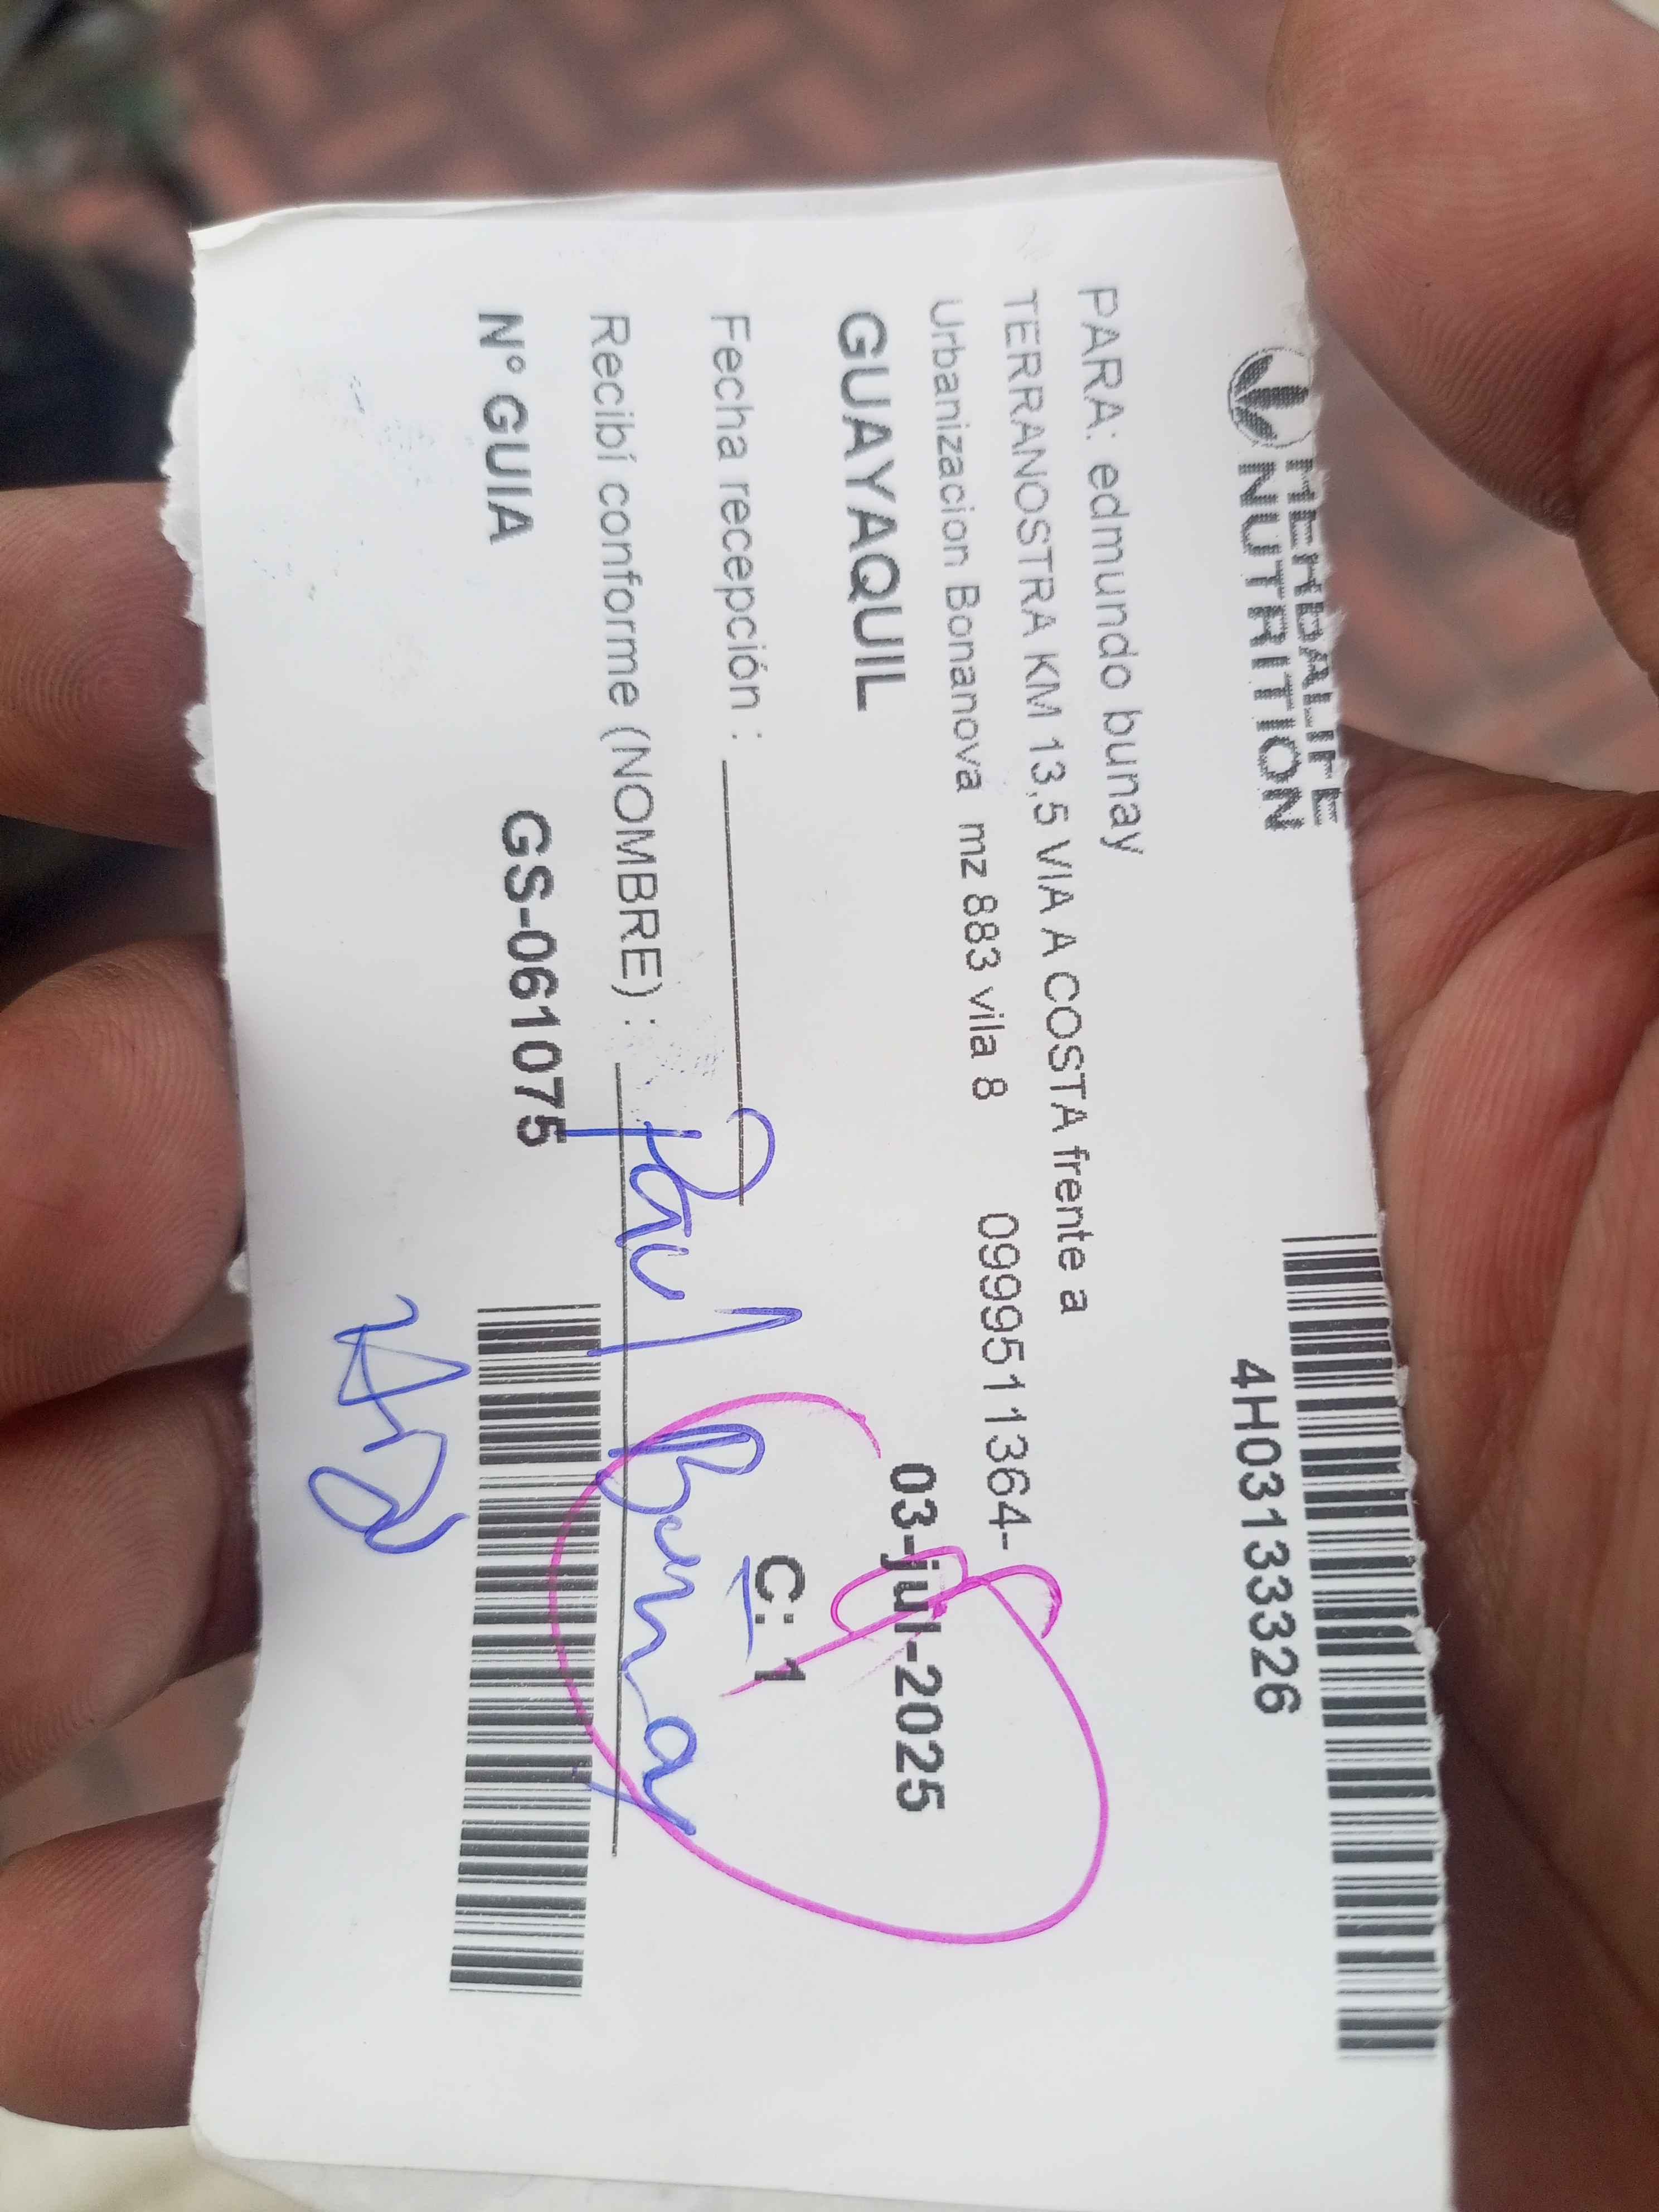 HERBALIFE
NUTRITION
4H03133326
PARA: edmundo bunay
TERRANOSTRA KM 13,5 VIA A COSTA frente a
Urbanizacion Bonanova mz 883 vila 8 0999511364-
GUAYAQUIL 03-jul-2025
Fecha recepción : C: 1
Recibí conforme (NOMBRE) : Paul Bunay
N° GUIA GS-061075